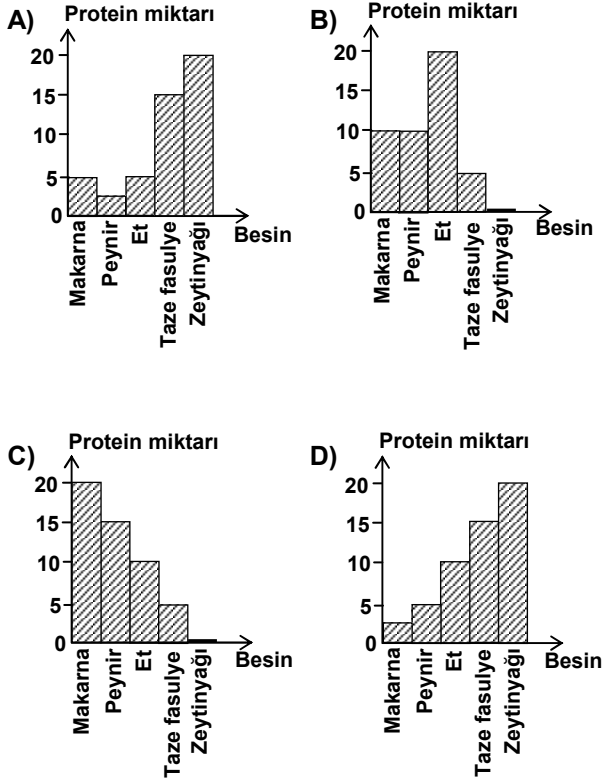 A)
Protein miktarı
20
15
10
5
0
Besin
Makarna
Peynir
Et
Taze fasulye
Zeytinyağı
B)
Protein miktarı
20
15
10
5
0
Besin
Makarna
Peynir
Et
Taze fasulye
Zeytinyağı
C)
Protein miktarı
20
15
10
5
0
Besin
Makarna
Peynir
Et
Taze fasulye
Zeytinyağı
D)
Protein miktarı
20
15
10
5
0
Besin
Makarna
Peynir
Et
Taze fasulye
Zeytinyağı